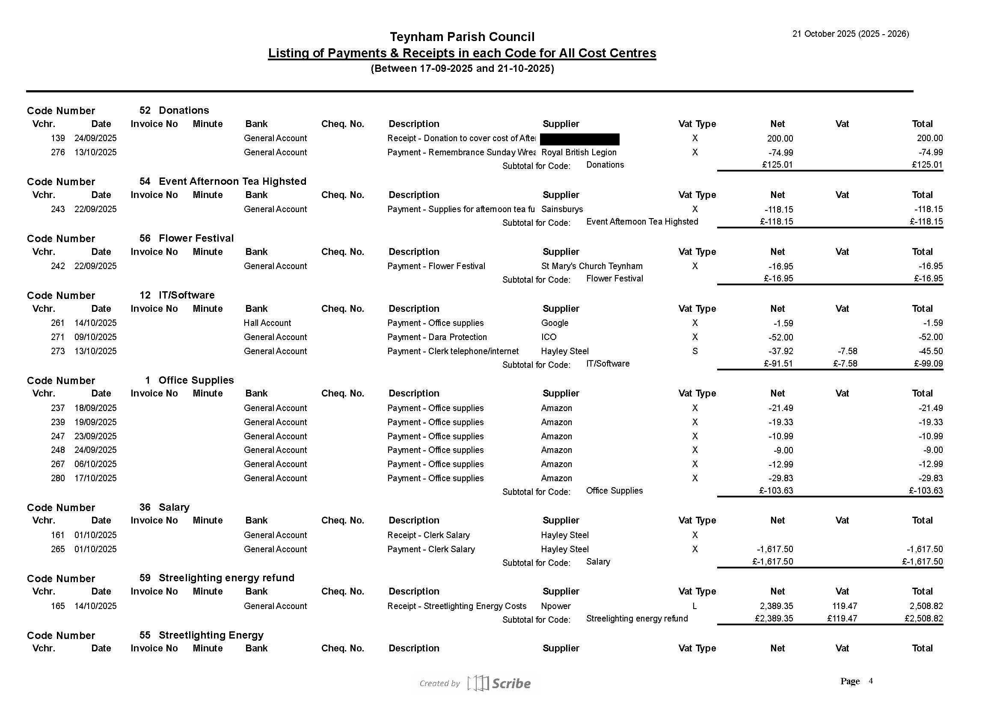 Teynham Parish Council
21 October 2025 (2025 - 2026)
Listing of Payments & Receipts in each Code for All Cost Centres
(Between 17-09-2025 and 21-10-2025)
Code Number 52 Donations
Vchr. Date Invoice No Minute Bank Cheq. No. Description Supplier Vat Type Net Vat Total
139 24/09/2025 General Account Receipt - Donation to cover cost of After X 200.00 200.00
276 13/10/2025 General Account Payment - Remembrance Sunday Wrea Royal British Legion X -74.99 -74.99
Subtotal for Code: Donations £125.01 £125.01
Code Number 54 Event Afternoon Tea Highsted
Vchr. Date Invoice No Minute Bank Cheq. No. Description Supplier Vat Type Net Vat Total
243 22/09/2025 General Account Payment - Supplies for afternoon tea fu Sainsburys X -118.15 -118.15
Subtotal for Code: Event Afternoon Tea Highsted £-118.15 £-118.15
Code Number 56 Flower Festival
Vchr. Date Invoice No Minute Bank Cheq. No. Description Supplier Vat Type Net Vat Total
242 22/09/2025 General Account Payment - Flower Festival St Mary's Church Teynham X -16.95 -16.95
Subtotal for Code: Flower Festival £-16.95 £-16.95
Code Number 12 IT/Software
Vchr. Date Invoice No Minute Bank Cheq. No. Description Supplier Vat Type Net Vat Total
261 14/10/2025 Hall Account Payment - Office supplies Google X -1.59 -1.59
271 09/10/2025 General Account Payment - Dara Protection ICO X -52.00 -52.00
273 13/10/2025 General Account Payment - Clerk telephone/internet Hayley Steel S -37.92 -7.58 -45.50
Subtotal for Code: IT/Software £-91.51 £-7.58 £-99.09
Code Number 1 Office Supplies
Vchr. Date Invoice No Minute Bank Cheq. No. Description Supplier Vat Type Net Vat Total
237 18/09/2025 General Account Payment - Office supplies Amazon X -21.49 -21.49
239 19/09/2025 General Account Payment - Office supplies Amazon X -19.33 -19.33
247 23/09/2025 General Account Payment - Office supplies Amazon X -10.99 -10.99
248 24/09/2025 General Account Payment - Office supplies Amazon X -9.00 -9.00
267 06/10/2025 General Account Payment - Office supplies Amazon X -12.99 -12.99
280 17/10/2025 General Account Payment - Office supplies Amazon X -29.83 -29.83
Subtotal for Code: Office Supplies £-103.63 £-103.63
Code Number 36 Salary
Vchr. Date Invoice No Minute Bank Cheq. No. Description Supplier Vat Type Net Vat Total
161 01/10/2025 General Account Receipt - Clerk Salary Hayley Steel X
265 01/10/2025 General Account Payment - Clerk Salary Hayley Steel X -1,617.50 -1,617.50
Subtotal for Code: Salary £-1,617.50 £-1,617.50
Code Number 59 Streelighting energy refund
Vchr. Date Invoice No Minute Bank Cheq. No. Description Supplier Vat Type Net Vat Total
165 14/10/2025 General Account Receipt - Streetlighting Energy Costs Npower L 2,389.35 119.47 2,508.82
Subtotal for Code: Streelighting energy refund £2,389.35 £119.47 £2,508.82
Code Number 55 Streetlighting Energy
Vchr. Date Invoice No Minute Bank Cheq. No. Description Supplier Vat Type Net Vat Total
Created by Scribe
Page 4